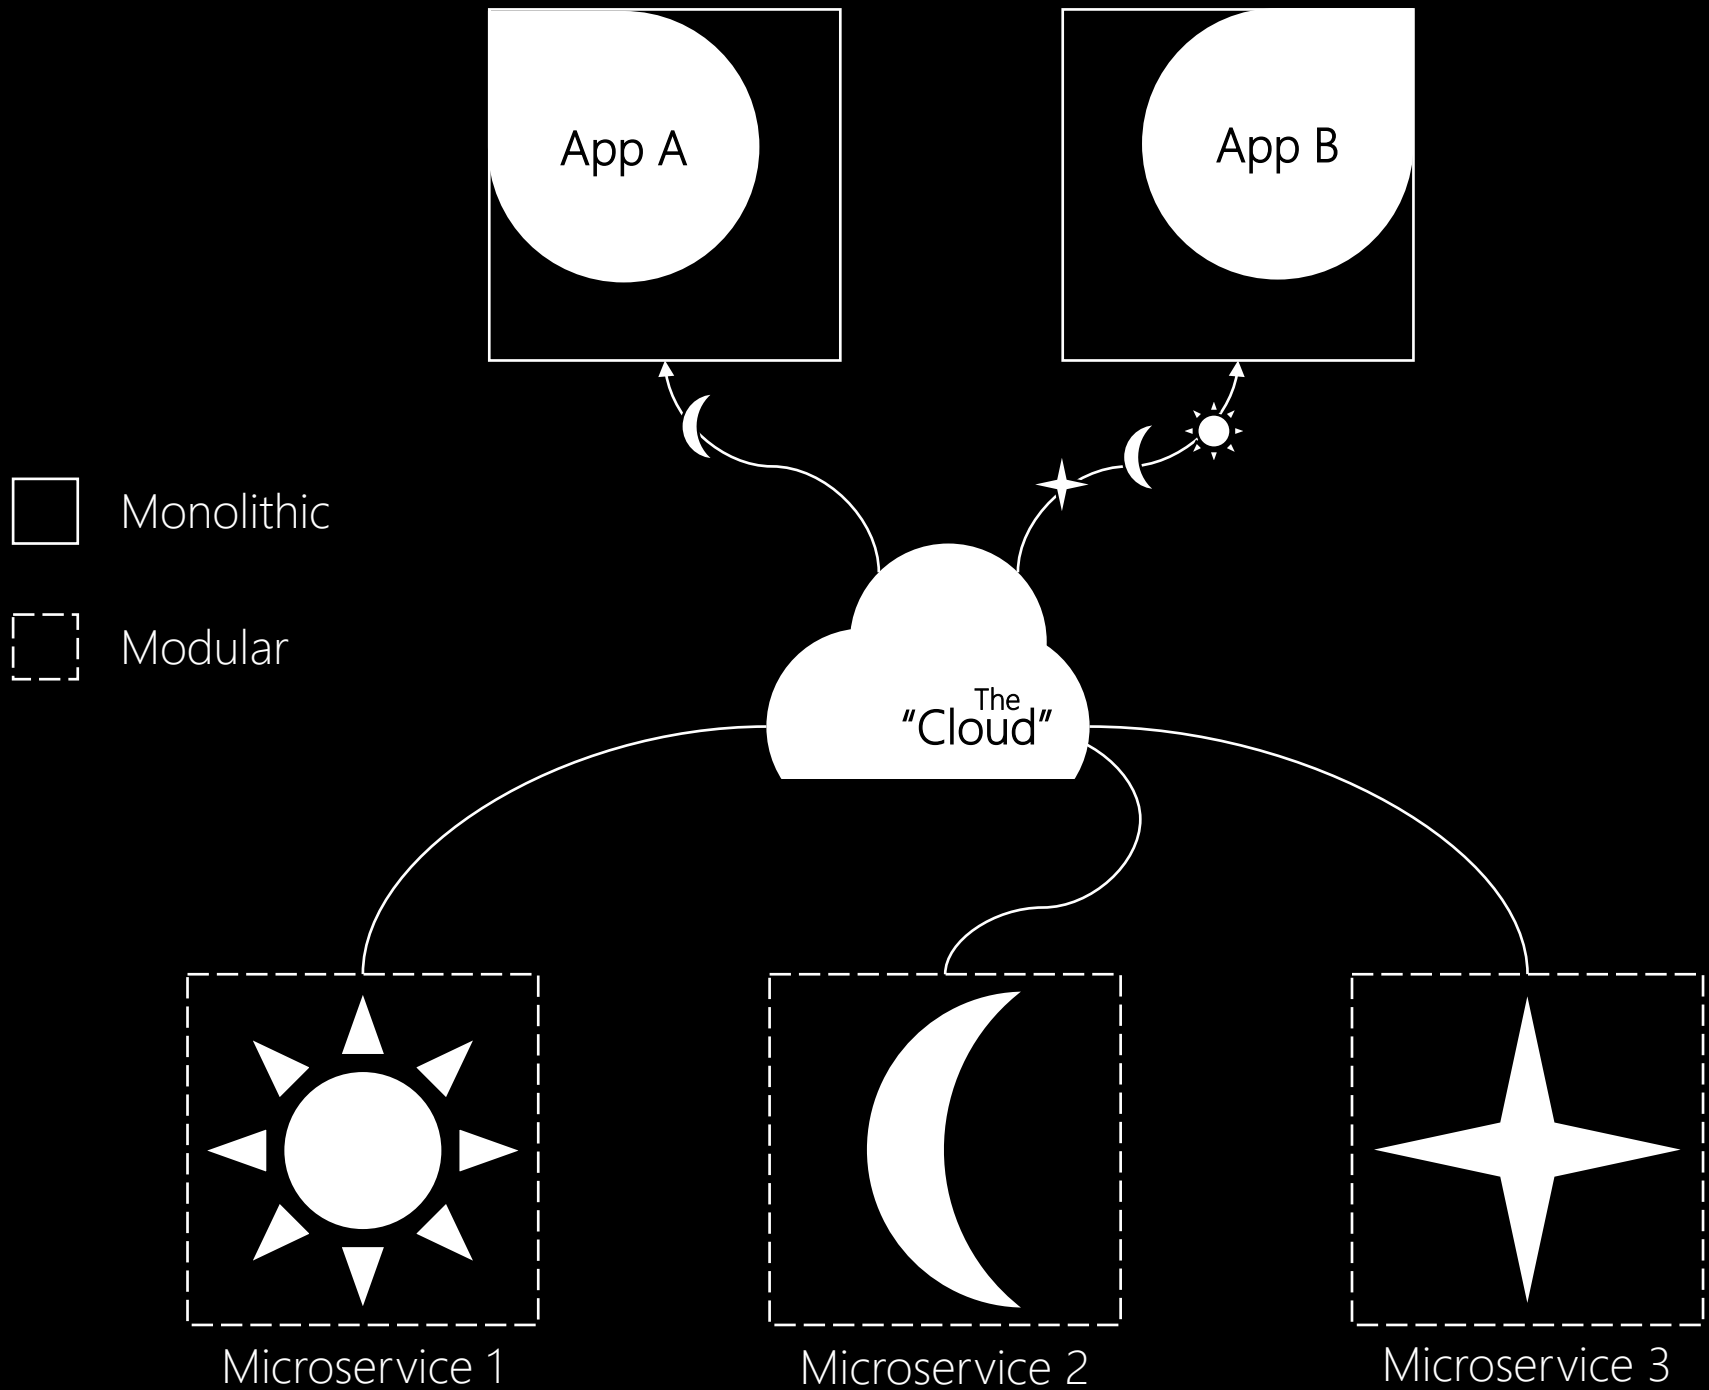 App A
App B
Monolithic
Modular
The
“Cloud”
Microservice 1
Microservice 2
Microservice 3